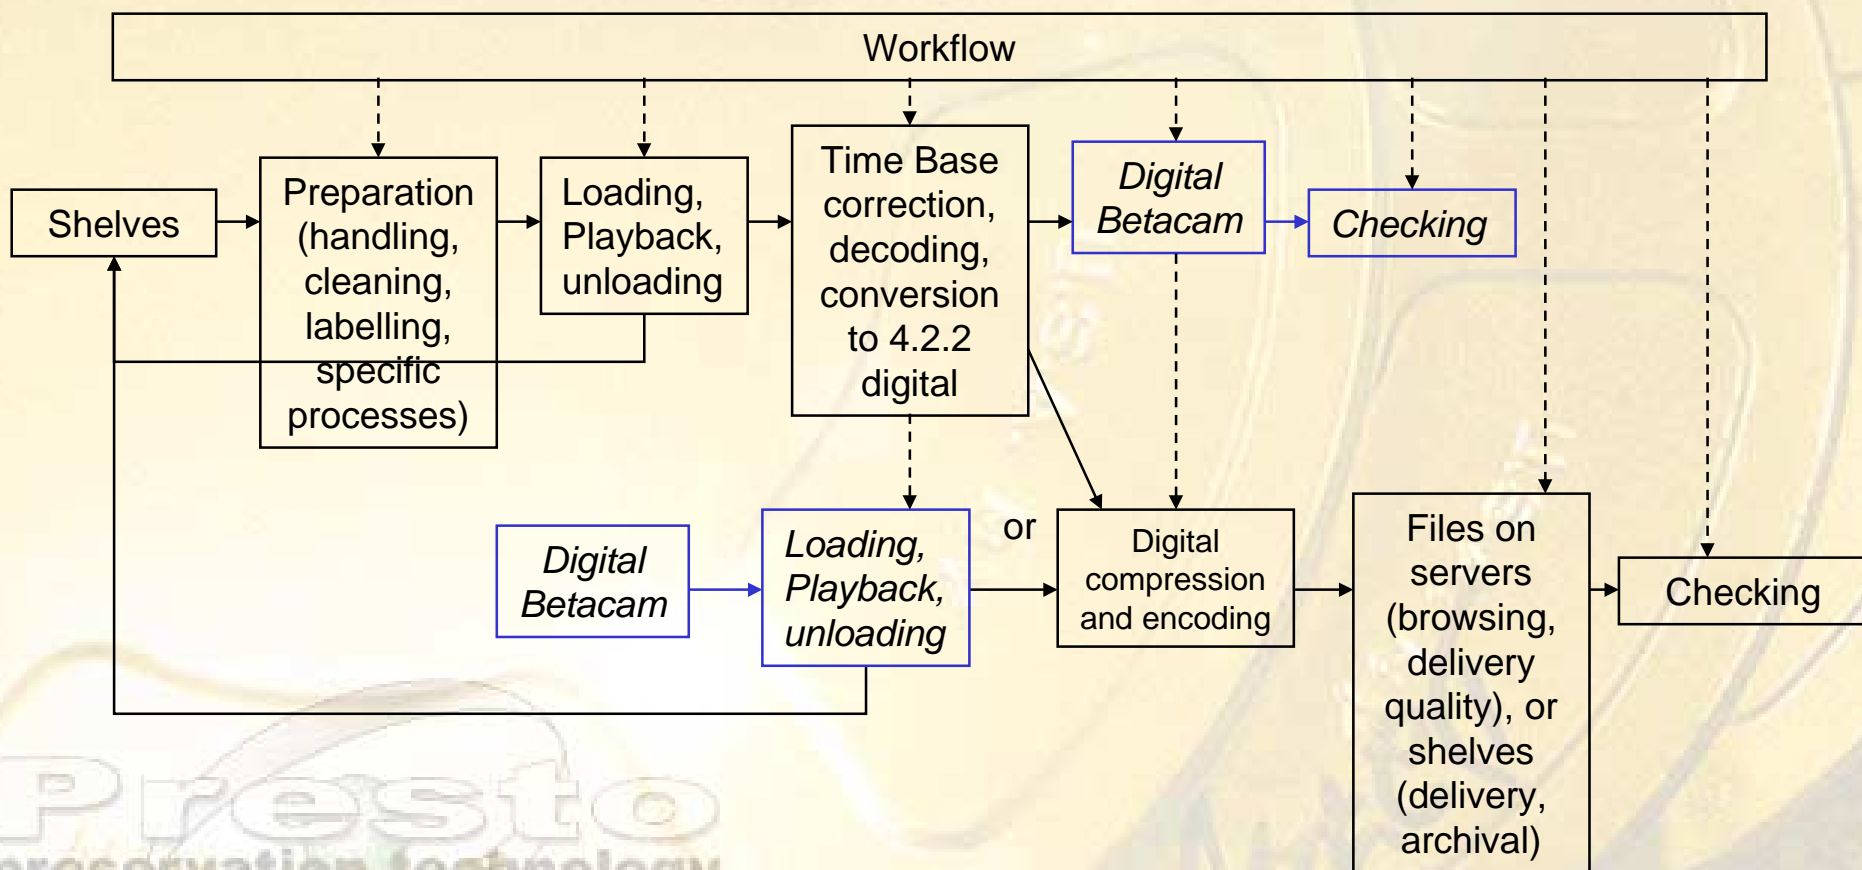 Workflow
Shelves
Preparation
(handling,
cleaning,
labelling,
specific
processes)
Loading,
Playback,
unloading
Time Base
correction,
decoding,
conversion
to 4.2.2
digital
Digital
Betacam
Checking
Digital
Betacam
Loading,
Playback,
unloading
or
Digital
compression
and encoding
Files on
servers
(browsing,
delivery
quality), or
shelves
(delivery,
archival)
Checking
Presto
preservation technology